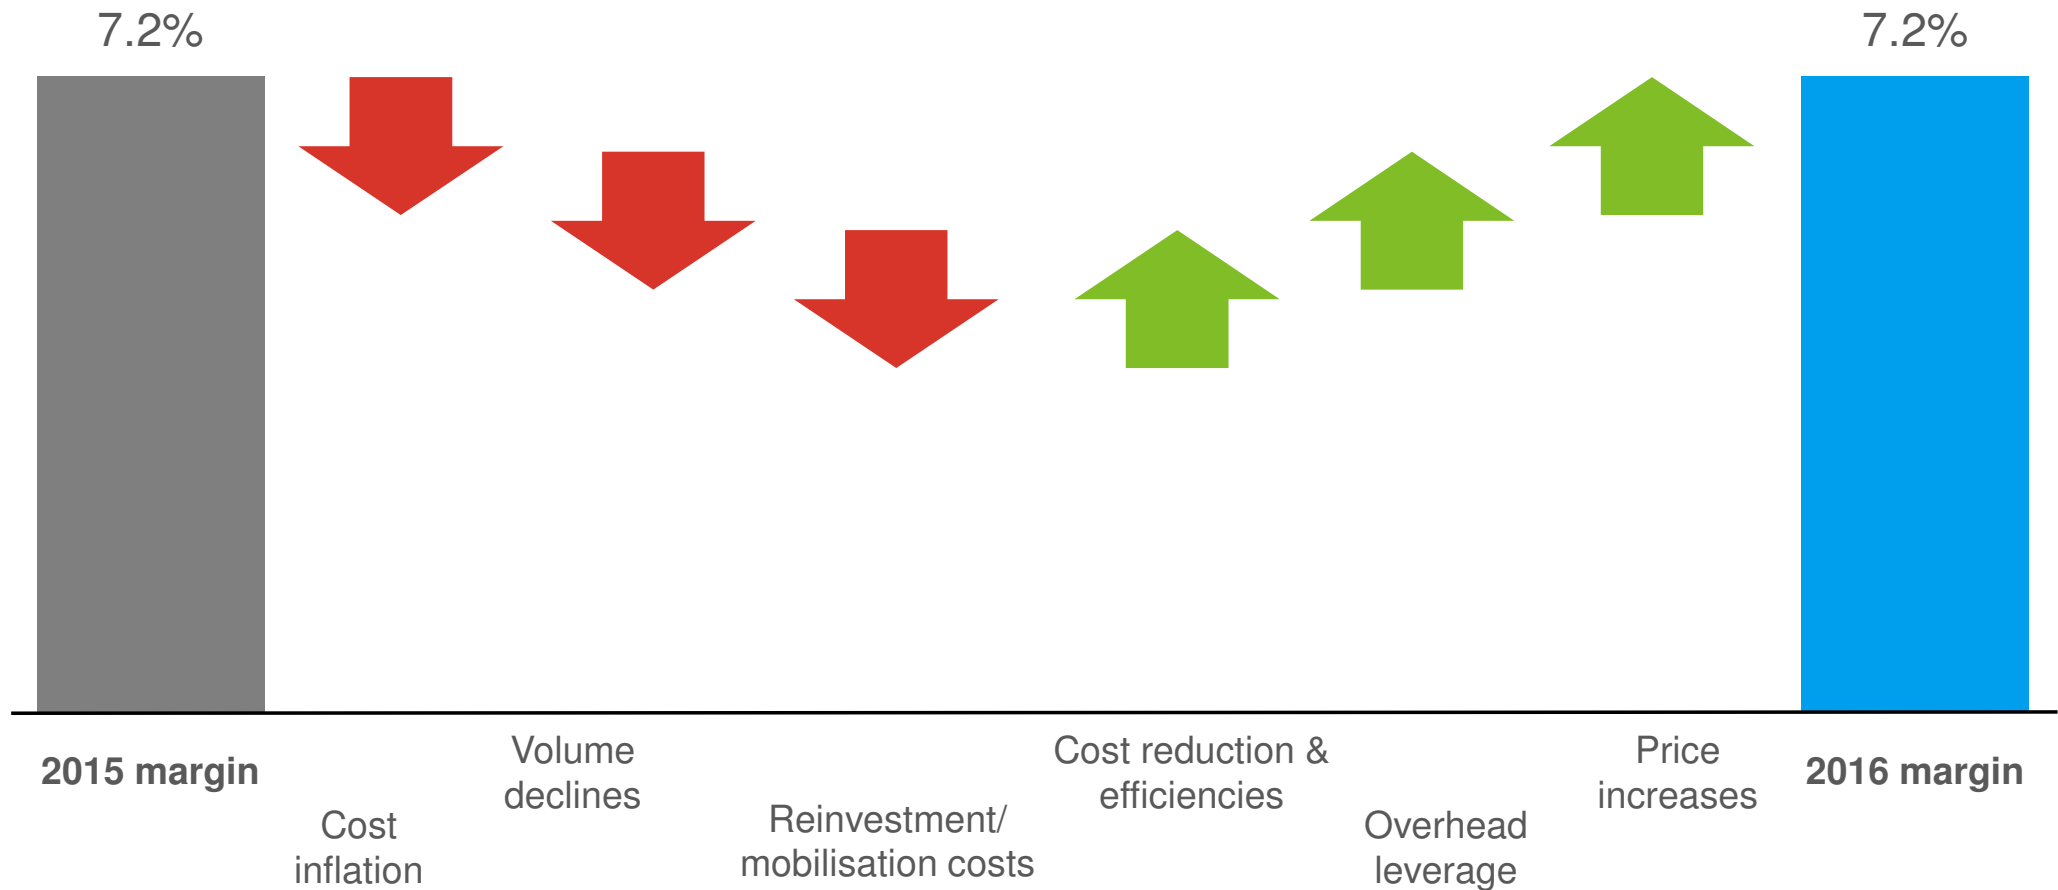 7.2%
7.2%
2015 margin
Cost
inflation
Volume
declines
Reinvestment/
mobilisation costs
Cost reduction &
efficiencies
Overhead
leverage
Price
increases
2016 margin